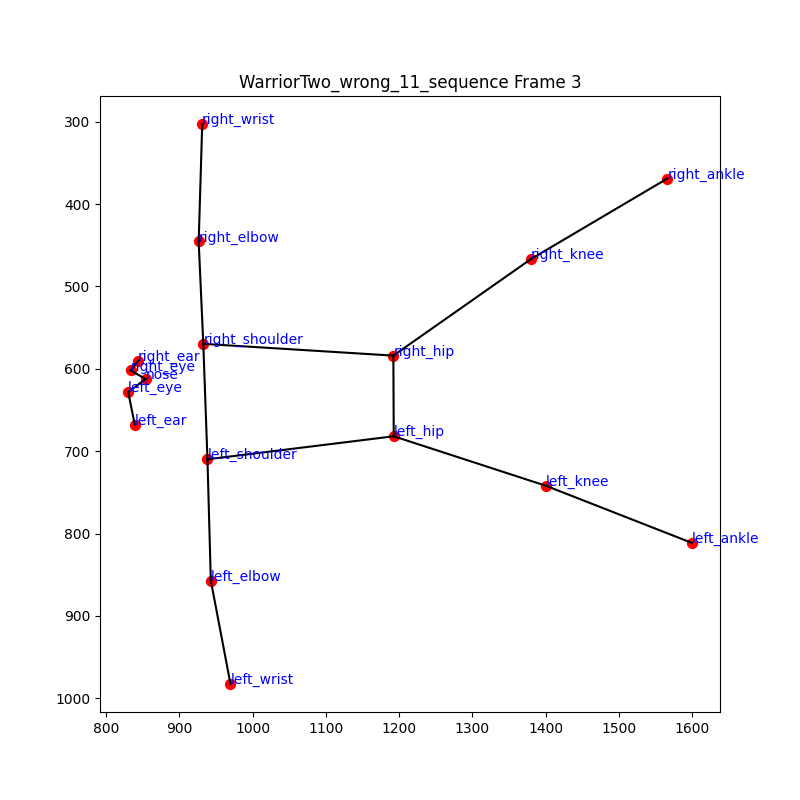 WarriorTwo_wrong_11_sequence Frame 3
300
400
500
600
700
800
900
1000
right_wrist
right_ankle
right_elbow
right_knee
right_shoulder
right_hip
right_ear
right_eye
nose
left_eye
left_ear
left_hip
left_shoulder
left_knee
left_ankle
left_elbow
left_wrist
800 900 1000 1100 1200 1300 1400 1500 1600